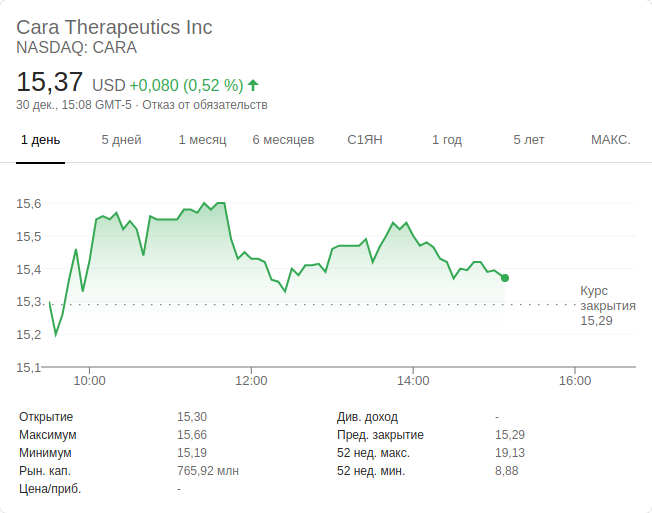 Cara Therapeutics Inc
NASDAQ: CARA
15,37 USD +0,080 (0,52 %)
30 дек., 15:08 GMT-5 · Отказ от обязательств
1 день 5 дней 1 месяц 6 месяцев С1ЯН 1 год 5 лет МАКС.
15,6
15,5
15,4
15,3
15,2
15,1
Курс
закрытия
15,29
10:00 12:00 14:00 16:00
Открытие 15,30 Див. доход -
Максимум 15,66 Пред. закрытие 15,29
Минимум 15,19 52 нед. макс. 19,13
Рын. кап. 765,92 млн 52 нед. мин. 8,88
Цена/приб. -